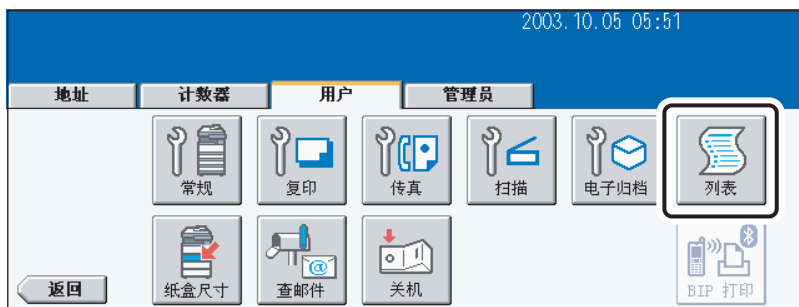 2003.10.05 05:51
地址 计数器 用户 管理员
常规 复印 传真 扫描 电子归档 列表
纸盒尺寸 查邮件 关机 BIP 打印
返回